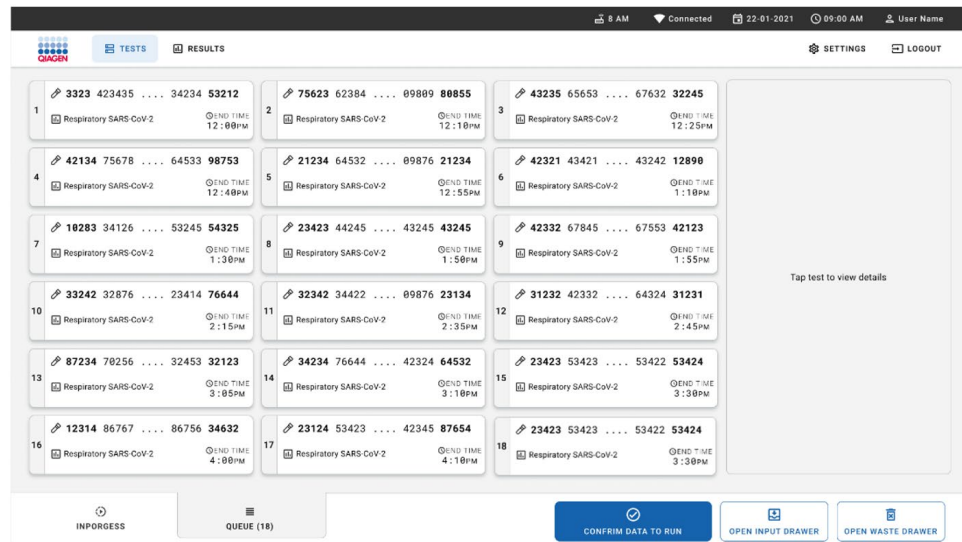 8 AM Connected 22-01-2021 09:00 AM User Name
QIAGEN TESTS RESULTS SETTINGS LOGOUT
1 3323 423435 .... 34234 53212
Respiratory SARS-CoV-2 END TIME
12:00PM
2 75623 62384 .... 09809 80855
Respiratory SARS-CoV-2 END TIME
12:10PM
3 43235 65653 .... 67632 32245
Respiratory SARS-CoV-2 END TIME
12:25PM
4 42134 75678 .... 64533 98753
Respiratory SARS-CoV-2 END TIME
12:40PM
5 21234 64532 .... 09876 21234
Respiratory SARS-CoV-2 END TIME
12:55PM
6 42321 43421 .... 43242 12890
Respiratory SARS-CoV-2 END TIME
1:10PM
7 10283 34126 .... 53245 54325
Respiratory SARS-CoV-2 END TIME
1:30PM
8 23423 44245 .... 43245 43245
Respiratory SARS-CoV-2 END TIME
1:50PM
9 42332 67845 .... 67553 42123
Respiratory SARS-CoV-2 END TIME
1:55PM
10 33242 32876 .... 23414 76644
Respiratory SARS-CoV-2 END TIME
2:15PM
11 32342 34422 .... 09876 23134
Respiratory SARS-CoV-2 END TIME
2:35PM
12 31232 42332 .... 64324 31231
Respiratory SARS-CoV-2 END TIME
2:45PM
13 87234 70256 .... 32453 32123
Respiratory SARS-CoV-2 END TIME
3:05PM
14 34234 76644 .... 42324 64532
Respiratory SARS-CoV-2 END TIME
3:10PM
15 23423 53423 .... 53422 53424
Respiratory SARS-CoV-2 END TIME
3:30PM
16 12314 86767 .... 86756 34632
Respiratory SARS-CoV-2 END TIME
4:00PM
17 23124 53423 .... 42345 87654
Respiratory SARS-CoV-2 END TIME
4:10PM
18 23423 53423 .... 53422 53424
Respiratory SARS-CoV-2 END TIME
3:30PM
Tap test to view details
INPORGESS QUEUE (18) CONFRIM DATA TO RUN OPEN INPUT DRAWER OPEN WASTE DRAWER